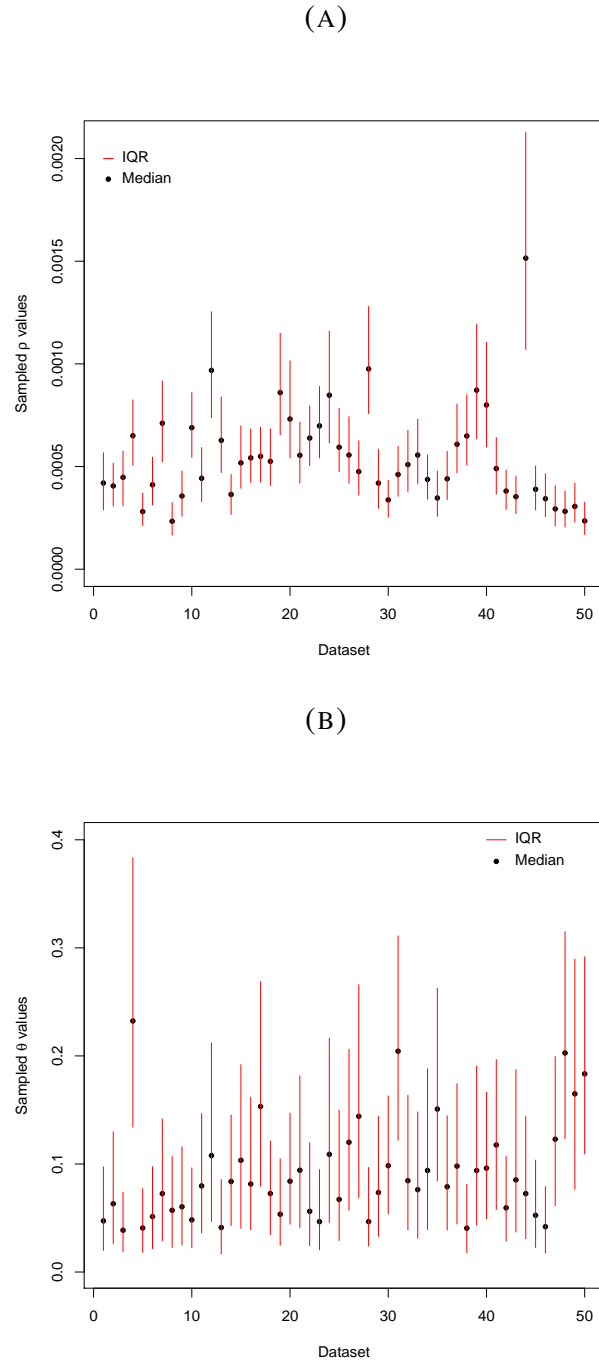 (A)
0.0020
IQR
Median
0.0015
Sampled ρ values
0.0010
0.0005
0.0000
0 10 20 30 40 50
Dataset
(B)
0.4
IQR
Median
0.3
Sampled θ values
0.2
0.1
0.0
0 10 20 30 40 50
Dataset